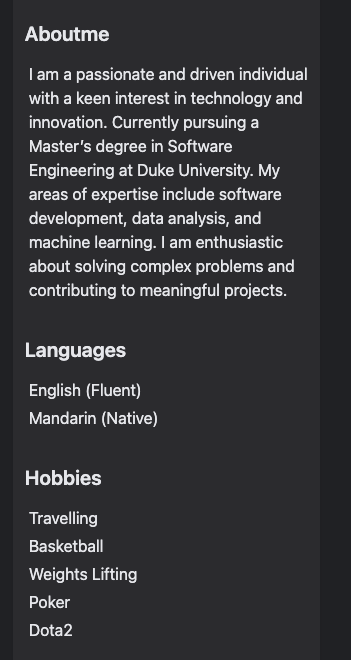 Aboutme
I am a passionate and driven individual
with a keen interest in technology and
innovation. Currently pursuing a
Master's degree in Software
Engineering at Duke University. My
areas of expertise include software
development, data analysis, and
machine learning. I am enthusiastic
about solving complex problems and
contributing to meaningful projects.
Languages
English (Fluent)
Mandarin (Native)
Hobbies
Travelling
Basketball
Weights Lifting
Poker
Dota2